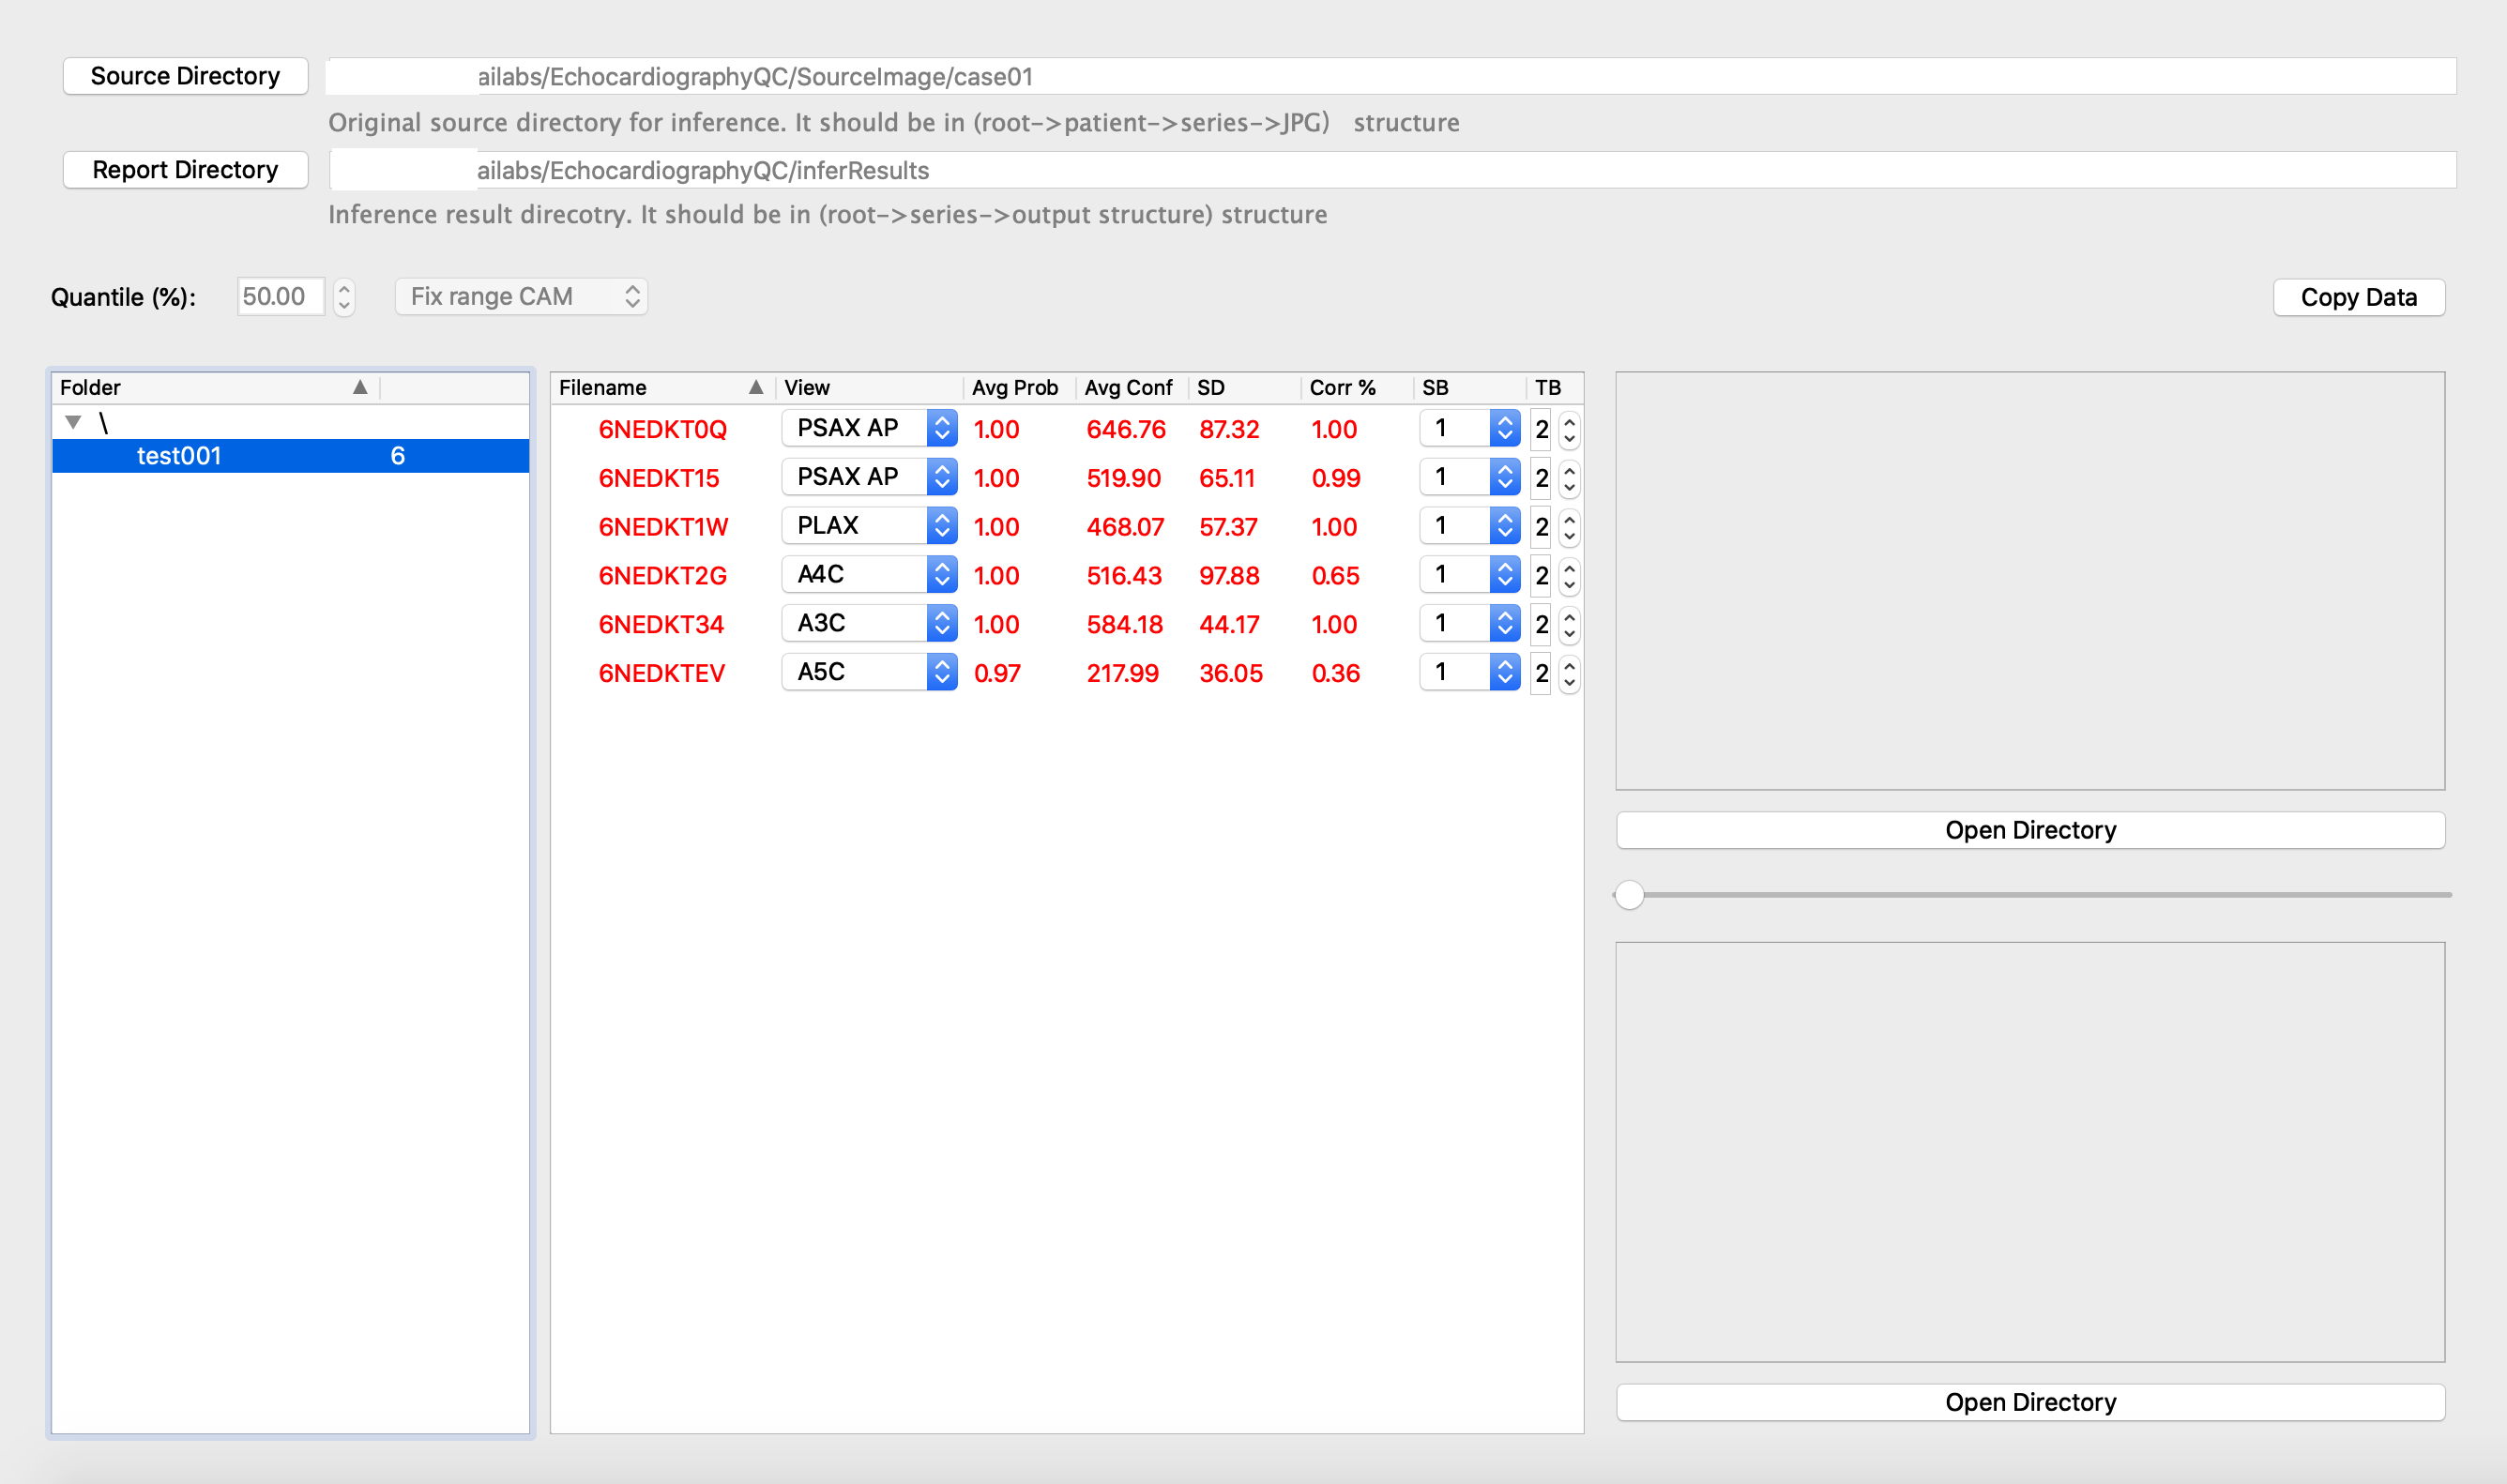 Source Directory ailabs/EchocardiographyQC/SourceImage/case01
Original source directory for inference. It should be in (root->patient->series->JPG) structure
Report Directory ailabs/EchocardiographyQC/inferResults
Inference result direcotry. It should be in (root->series->output structure) structure
Quantile (%): 50.00 Fix range CAM Copy Data
Folder
\
test001 6
Filename View Avg Prob Avg Conf SD Corr % SB TB
6NEDKT0Q PSAX AP 1.00 646.76 87.32 1.00 1 2
6NEDKT15 PSAX AP 1.00 519.90 65.11 0.99 1 2
6NEDKT1W PLAX 1.00 468.07 57.37 1.00 1 2
6NEDKT2G A4C 1.00 516.43 97.88 0.65 1 2
6NEDKT34 A3C 1.00 584.18 44.17 1.00 1 2
6NEDKTEV A5C 0.97 217.99 36.05 0.36 1 2
Open Directory
Open Directory